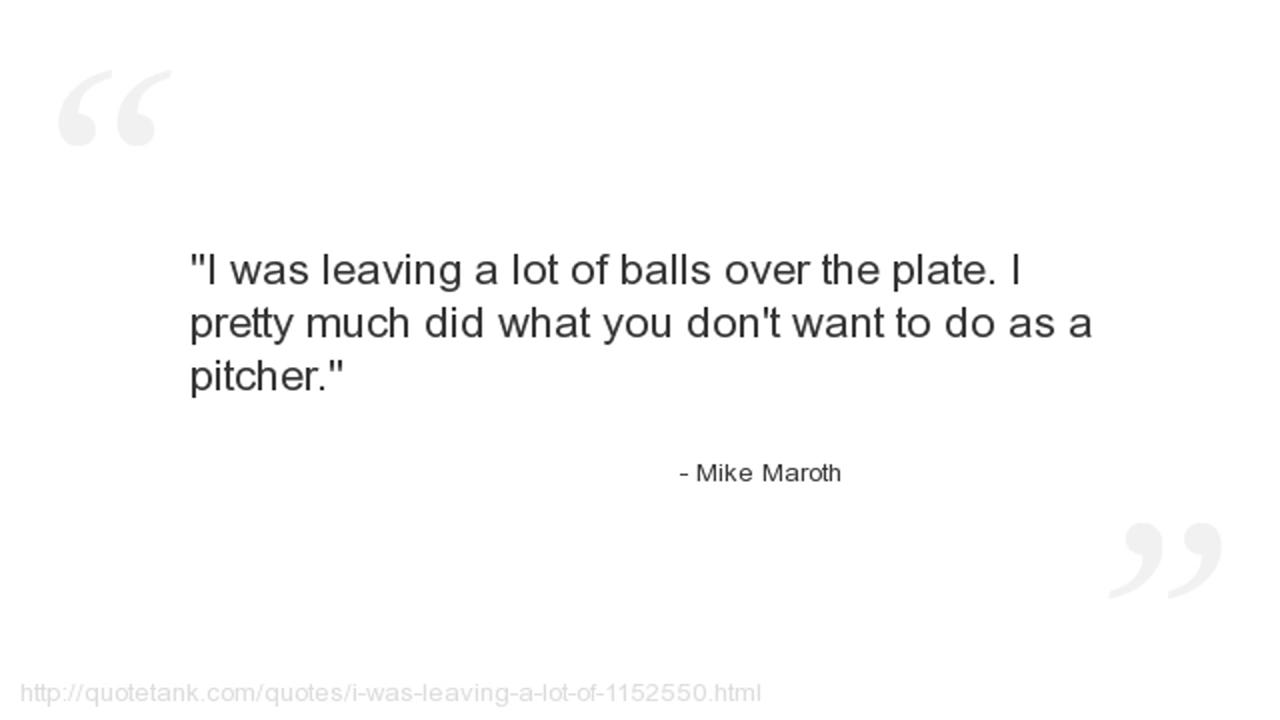 "I was leaving a lot of balls over the plate. I
pretty much did what you don't want to do as a
pitcher."
- Mike Maroth
http://quotetank.com/quotes/i-was-leaving-a-lot-of-1152550.html